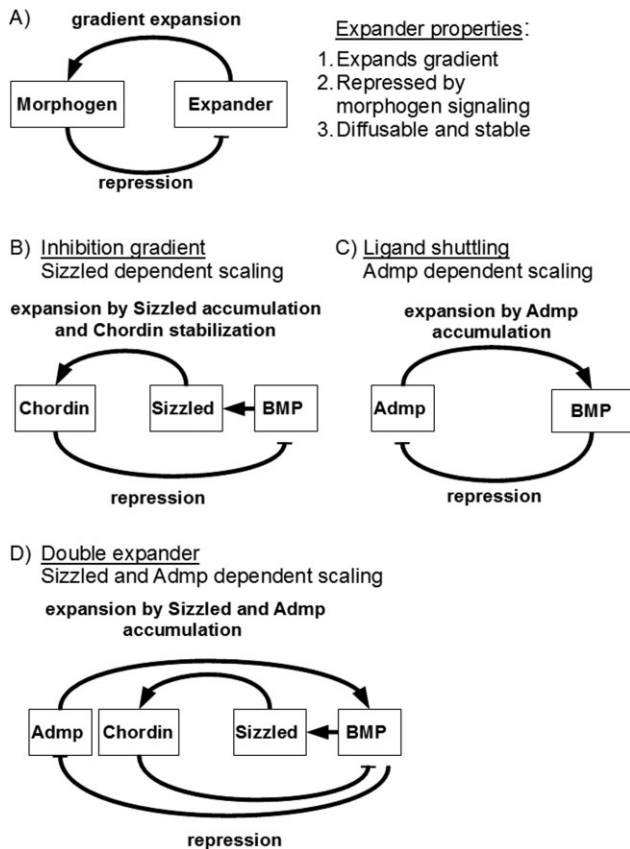 A)
gradient expansion
Morphogen
Expander
repression
Expander properties:
1. Expands gradient
2. Repressed by
morphogen signaling
3. Diffusable and stable
B) Inhibition gradient
Sizzled dependent scaling
expansion by Sizzled accumulation
and Chordin stabilization
Chordin
Sizzled
BMP
repression
C) Ligand shuttling
Admp dependent scaling
expansion by Admp
accumulation
Admp
BMP
repression
D) Double expander
Sizzled and Admp dependent scaling
expansion by Sizzled and Admp
accumulation
Admp
Chordin
Sizzled
BMP
repression